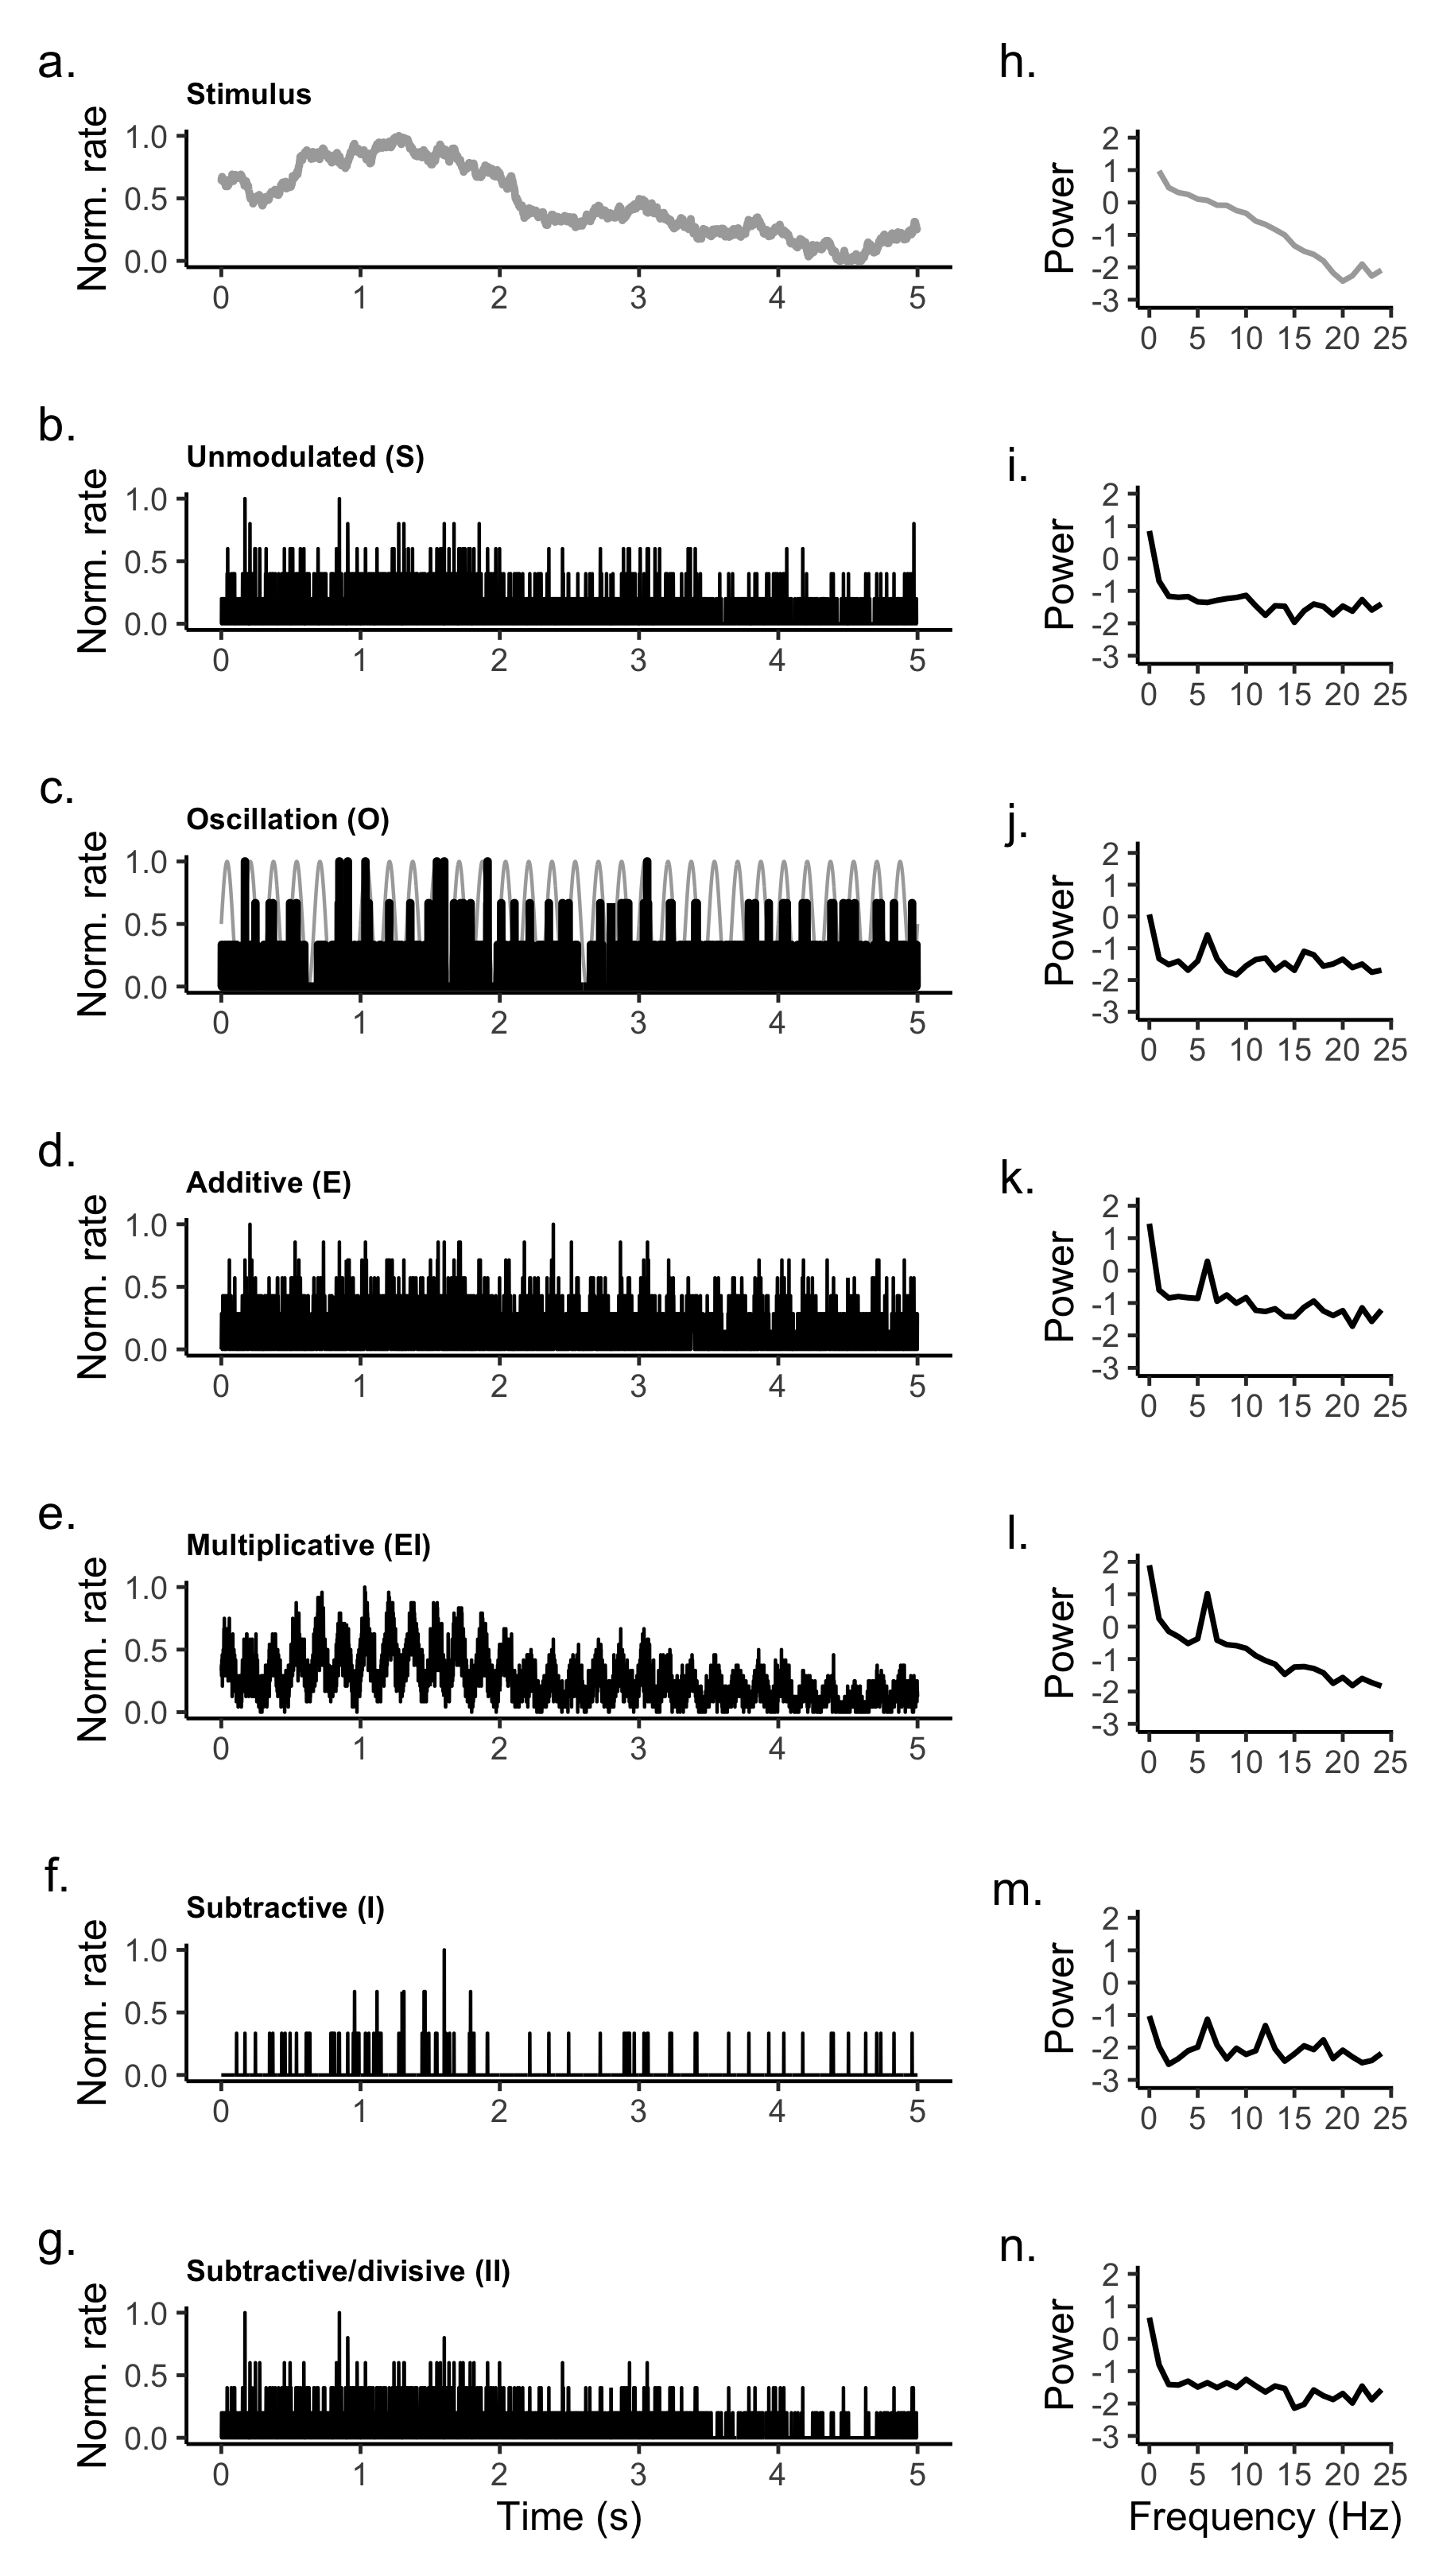 a.
Stimulus
Norm. rate
1.0
0.5
0.0
0 1 2 3 4 5
h.
Power
2
1
0
-1
-2
-3
0 5 10 15 20 25
b.
Unmodulated (S)
Norm. rate
1.0
0.5
0.0
0 1 2 3 4 5
i.
Power
2
1
0
-1
-2
-3
0 5 10 15 20 25
c.
Oscillation (O)
Norm. rate
1.0
0.5
0.0
0 1 2 3 4 5
j.
Power
2
1
0
-1
-2
-3
0 5 10 15 20 25
d.
Additive (E)
Norm. rate
1.0
0.5
0.0
0 1 2 3 4 5
k.
Power
2
1
0
-1
-2
-3
0 5 10 15 20 25
e.
Multiplicative (EI)
Norm. rate
1.0
0.5
0.0
0 1 2 3 4 5
l.
Power
2
1
0
-1
-2
-3
0 5 10 15 20 25
f.
Subtractive (I)
Norm. rate
1.0
0.5
0.0
0 1 2 3 4 5
m.
Power
2
1
0
-1
-2
-3
0 5 10 15 20 25
g.
Subtractive/divisive (II)
Norm. rate
1.0
0.5
0.0
0 1 2 3 4 5
Time (s)
n.
Power
2
1
0
-1
-2
-3
0 5 10 15 20 25
Frequency (Hz)